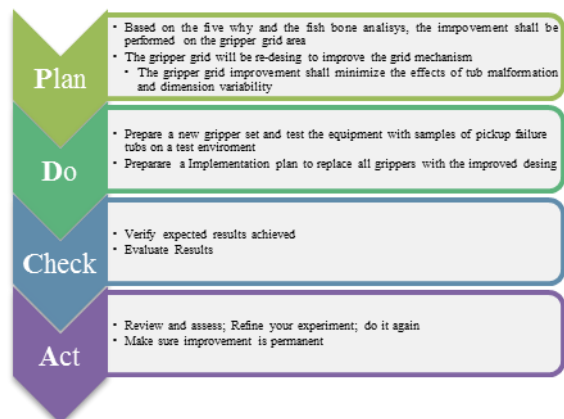 Plan
• Based on the five why and the fish bone analisys, the imrpovement shall be
performed on the gripper grid area
• The gripper grid will be re-desing to improve the grid mechanism
• The gripper grid improvement shall minimize the effects of tub malformation
and dimension variability
Do
• Prepare a new gripper set and test the equipment with samples of pickup failure
tubs on a test enviroment
• Preparare a Implementation plan to replace all grippers with the improved desing
Check
• Verify expected results achieved
• Evaluate Results
Act
• Review and assess; Refine your experiment; do it again
• Make sure improvement is permanent